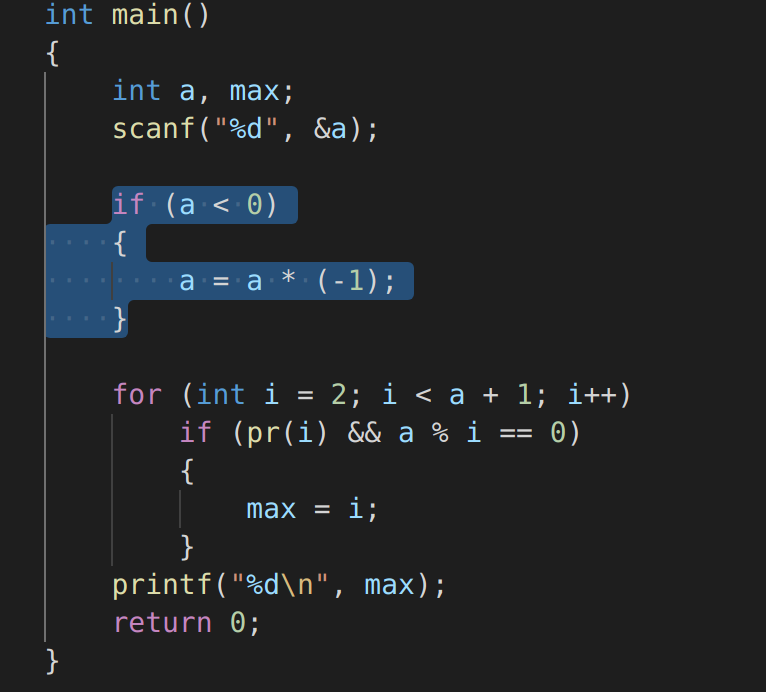 int main()
{
    int a, max;
    scanf("%d", &a);

    if (a < 0)
    {
        a = a * (-1);
    }

    for (int i = 2; i < a + 1; i++)
        if (pr(i) && a % i == 0)
        {
            max = i;
        }
    printf("%d\n", max);
    return 0;
}